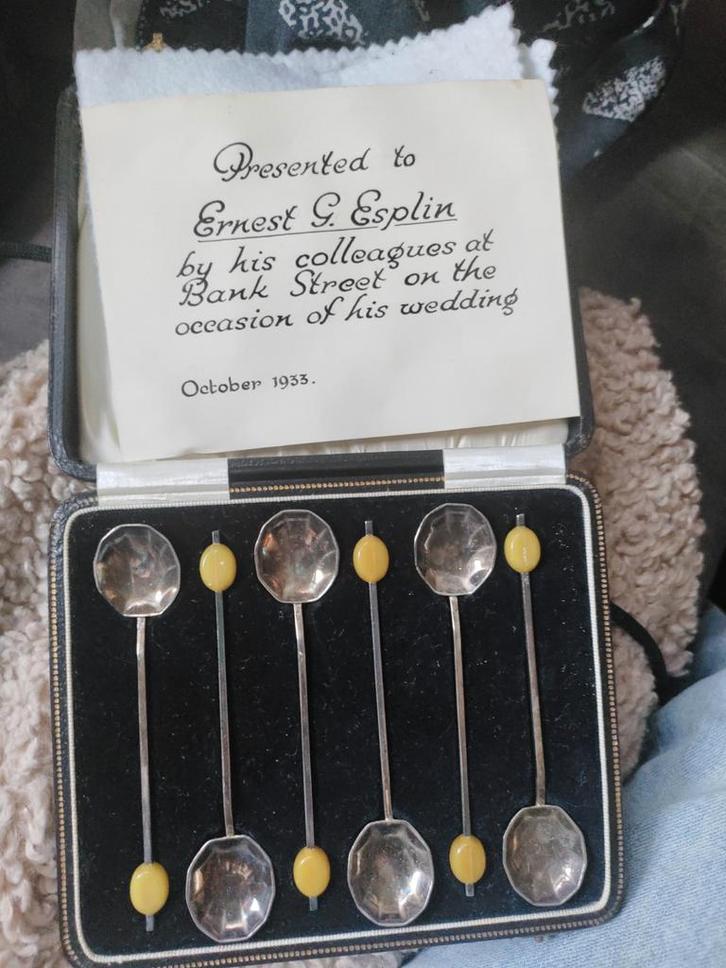 Presented to
Ernest G. Esplin
by his colleagues at
Bank Street on the
occasion of his wedding
October 1933.